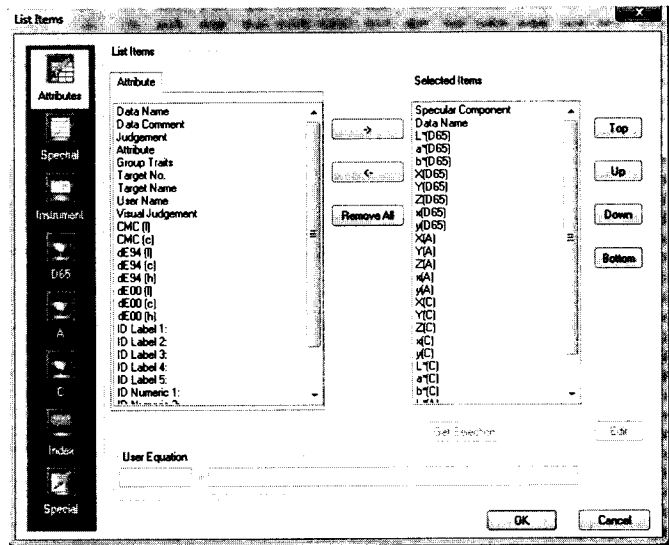 List Items
List Items
Attributes
Spectral
Instrument
D65
A
C
Index
Special
Attribute
Data Name
Data Comment
Judgement
Attribute
Group Traits
Target No.
Target Name
User Name
Visual Judgement
CMC (l)
CMC (c)
dE94 (l)
dE94 (c)
dE94 (h)
dE00 (l)
dE00 (c)
dE00 (h)
ID Label 1:
ID Label 2:
ID Label 3:
ID Label 4:
ID Label 5:
ID Numeric 1:
->
<-
Remove All
Selected Items
Specular Component
Data Name
L*(D65)
a*(D65)
b*(D65)
X(D65)
Y(D65)
Z(D65)
x(D65)
y(D65)
X(A)
Y(A)
Z(A)
x(A)
y(A)
X(C)
Y(C)
Z(C)
x(C)
y(C)
L*(C)
a*(C)
b*(C)
Top
Up
Down
Bottom
Set Selection
Edit
User Equation
=
OK
Cancel